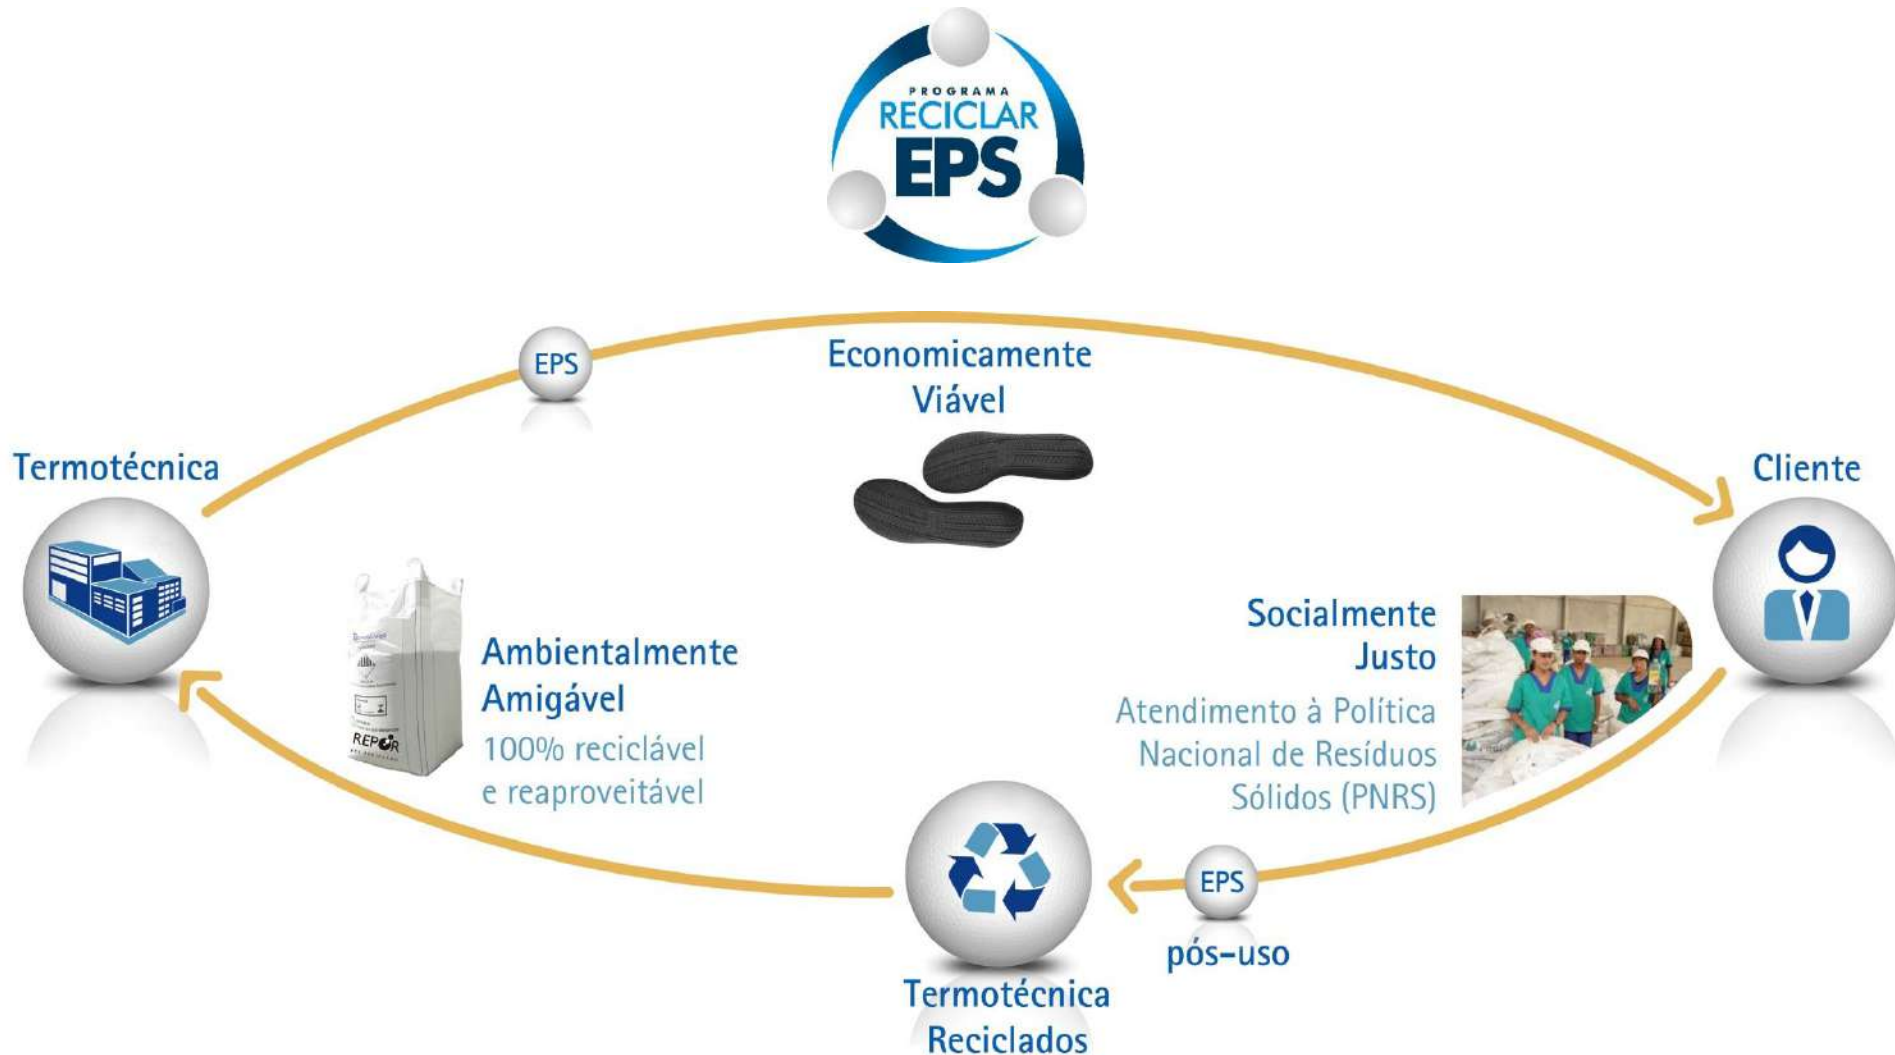 PROGRAMA
RECICLAR
EPS
EPS
Economicamente
Viável
Termotécnica
Cliente
Ambientalmente
Amigável
100% reciclável
e reaproveitável
REPOR
Socialmente
Justo
Atendimento à Política
Nacional de Resíduos
Sólidos (PNRS)
EPS
pós-uso
Termotécnica
Reciclados